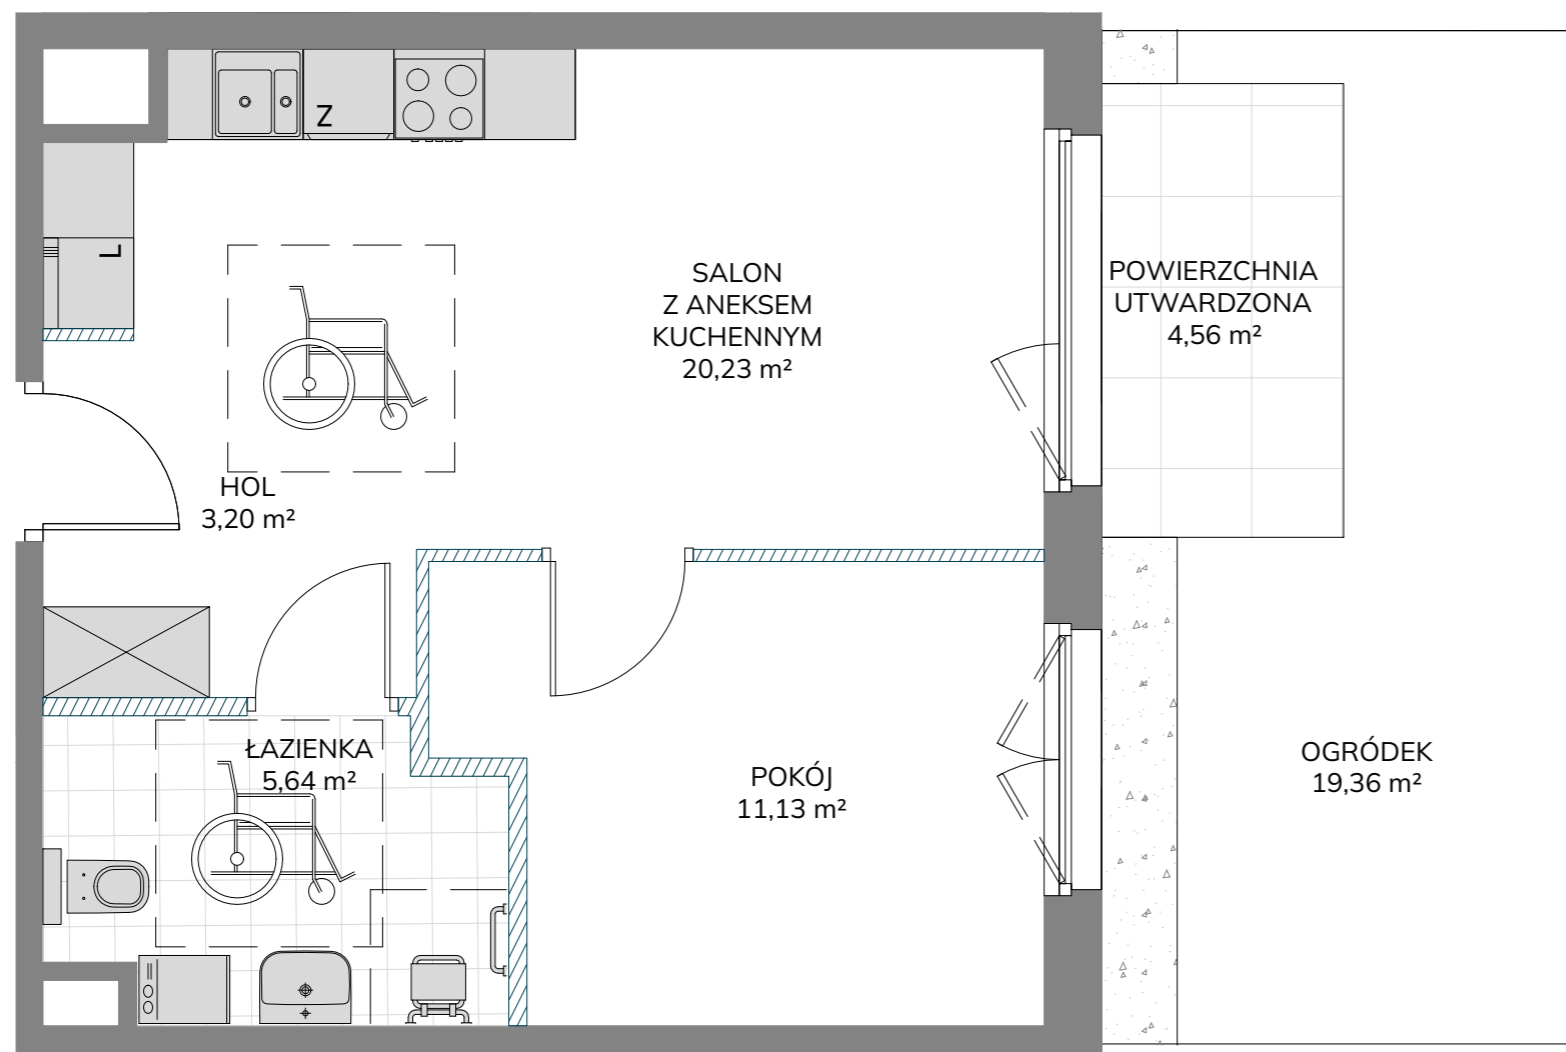 Z
L
SALON
Z ANEKSEM
KUCHENNYM
20,23 m²
POWIERZCHNIA
UTWARDZONA
4,56 m²
HOL
3,20 m²
ŁAZIENKA
5,64 m²
POKÓJ
11,13 m²
OGRÓDEK
19,36 m²